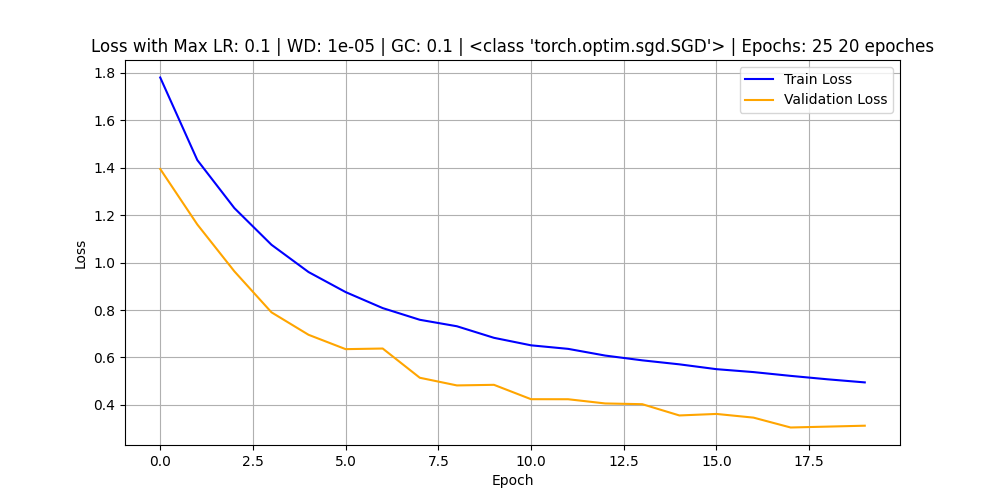 Loss with Max LR: 0.1 | WD: 1e-05 | GC: 0.1 | <class 'torch.optim.sgd.SGD'> | Epochs: 25 20 epoches
Train Loss
Validation Loss
1.8
1.6
1.4
1.2
1.0
0.8
0.6
0.4
Loss
0.0 2.5 5.0 7.5 10.0 12.5 15.0 17.5
Epoch